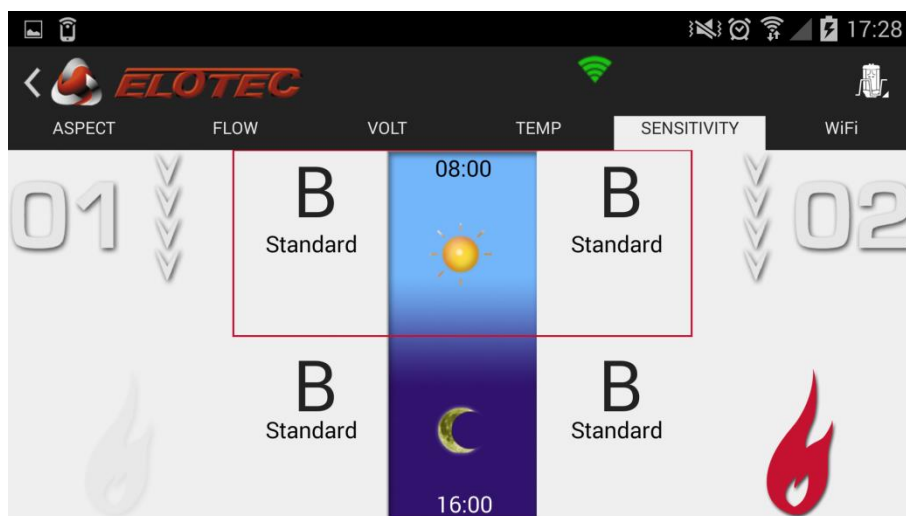 17:28
ELOTEC
ASPECT FLOW VOLT TEMP SENSITIVITY WiFi
01 B 08:00 B 02
Standard Standard
B B
Standard Standard
16:00